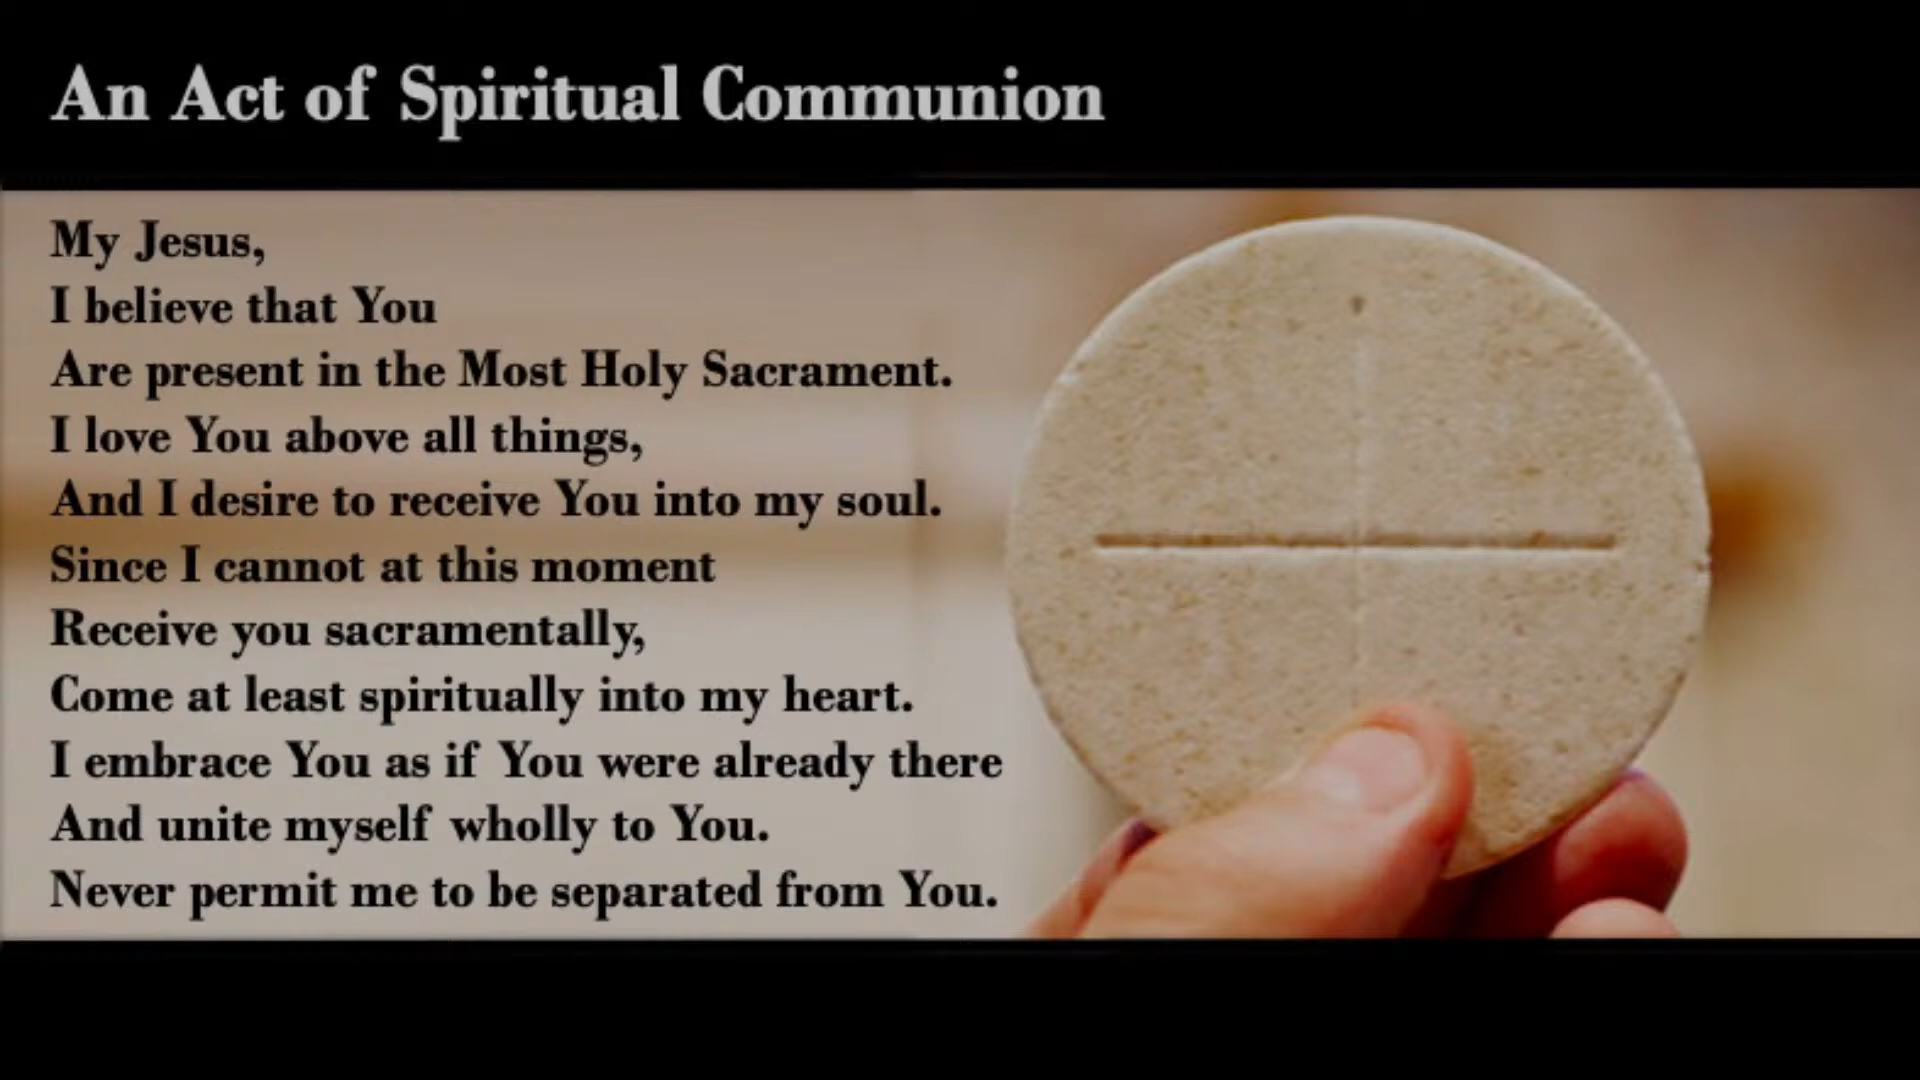 An Act of Spiritual Communion
My Jesus,
I believe that You
Are present in the Most Holy Sacrament.
I love You above all things,
And I desire to receive You into my soul.
Since I cannot at this moment
Receive you sacramentally,
Come at least spiritually into my heart.
I embrace You as if You were already there
And unite myself wholly to You.
Never permit me to be separated from You.